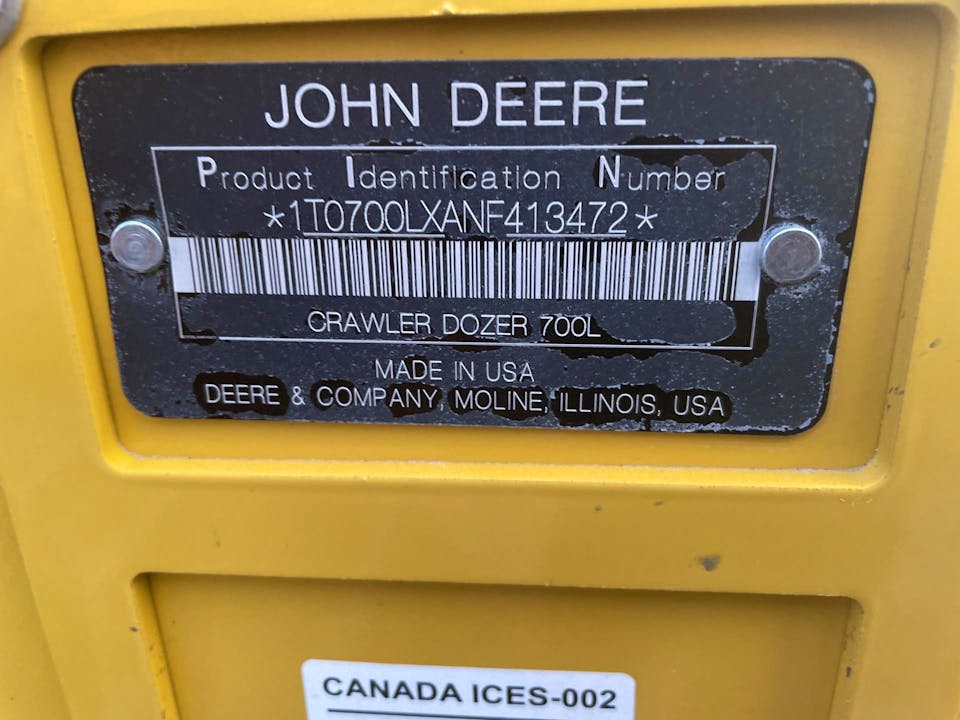 JOHN DEERE
Product Identification Number
*1T0700LXANF413472*
CRAWLER DOZER 700L
MADE IN USA
DEERE & COMPANY, MOLINE, ILLINOIS, USA
CANADA ICES-002